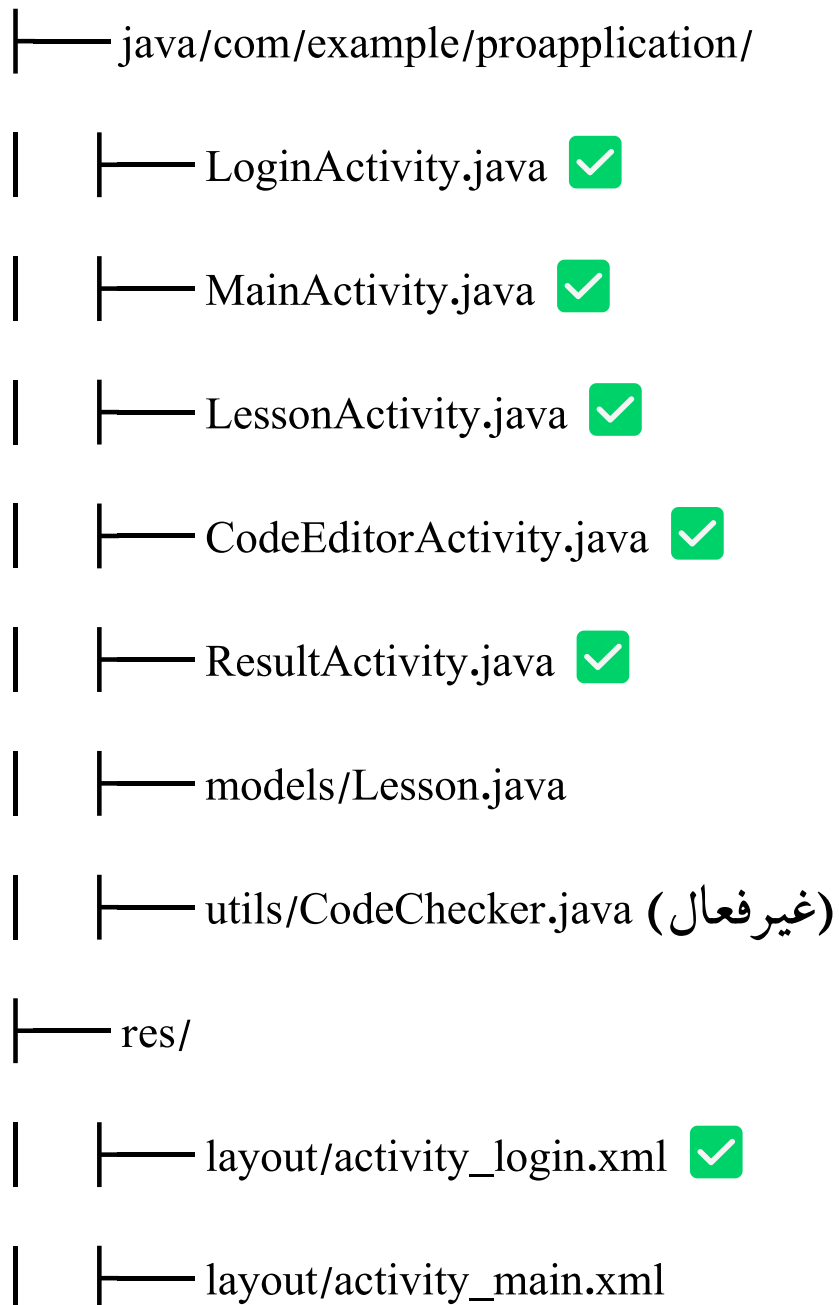 ├── java/com/example/proapplication/
│   ├── LoginActivity.java ✅
│   ├── MainActivity.java ✅
│   ├── LessonActivity.java ✅
│   ├── CodeEditorActivity.java ✅
│   ├── ResultActivity.java ✅
│   ├── models/Lesson.java
│   ├── utils/CodeChecker.java (غیرفعال)
├── res/
│   ├── layout/activity_login.xml ✅
│   ├── layout/activity_main.xml